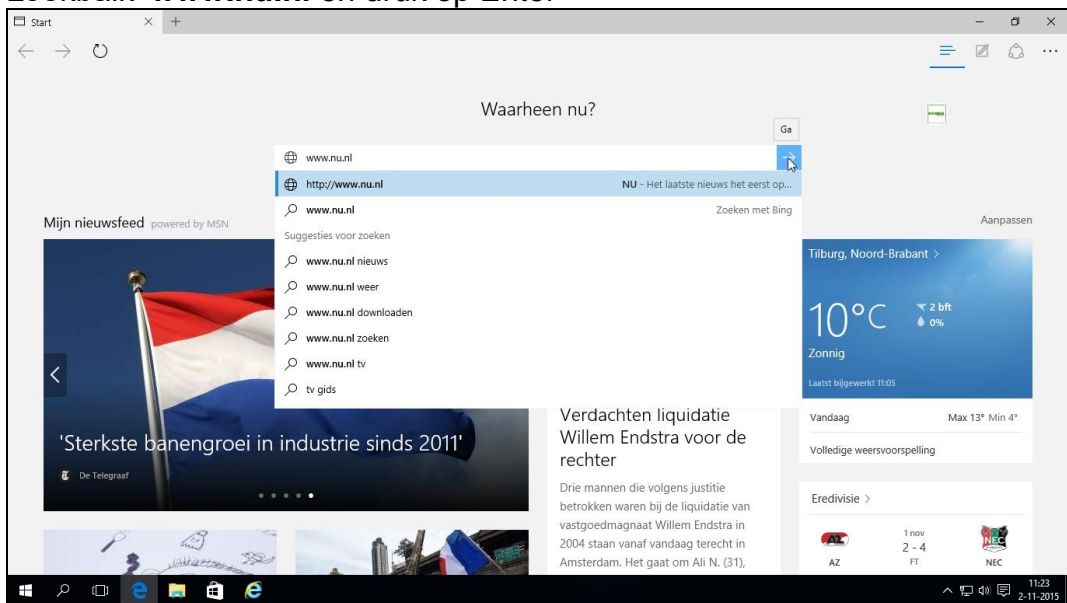 www.nu.nl en druk op Enter
Start
Waarheen nu?
Ga
www.nu.nl
http://www.nu.nl NU - Het laatste nieuws het eerst op...
www.nu.nl Zoeken met Bing
Suggesties voor zoeken
www.nu.nl nieuws
www.nu.nl weer
www.nu.nl downloaden
www.nu.nl zoeken
www.nu.nl tv
tv gids
Mijn nieuwsfeed powered by MSN
Aanpassen
'Sterkste banengroei in industrie sinds 2011'
De Telegraaf
Verdachten liquidatie
Willem Endstra voor de
rechter
Drie mannen die volgens justitie
betrokken waren bij de liquidatie van
vastgoedmagnaat Willem Endstra in
2004 staan vanaf vandaag terecht in
Amsterdam. Het gaat om Ali N. (31),
Tilburg, Noord-Brabant >
10°C
2 bft
0%
Zonnig
Laatst bijgewerkt 11:05
Vandaag Max 13° Min 4°
Volledige weersvoorspelling
Eredivisie >
AZ
1 nov
2 - 4
NEC
AZ FT NEC
11:23
2-11-2015